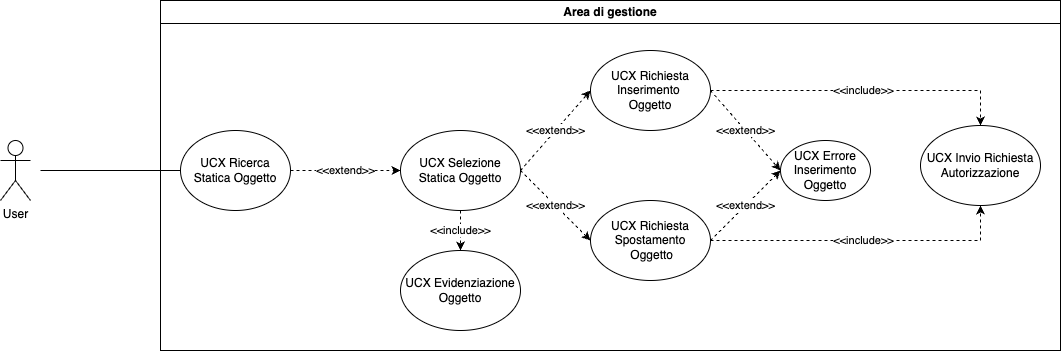 Area di gestione
User
UCX Ricerca
Statica Oggetto
<<extend>>
UCX Selezione
Statica Oggetto
<<include>>
UCX Evidenziazione
Oggetto
<<extend>>
<<extend>>
UCX Richiesta
Inserimento
Oggetto
UCX Richiesta
Spostamento
Oggetto
<<extend>>
<<extend>>
UCX Errore
Inserimento
Oggetto
<<include>>
<<include>>
UCX Invio Richiesta
Autorizzazione